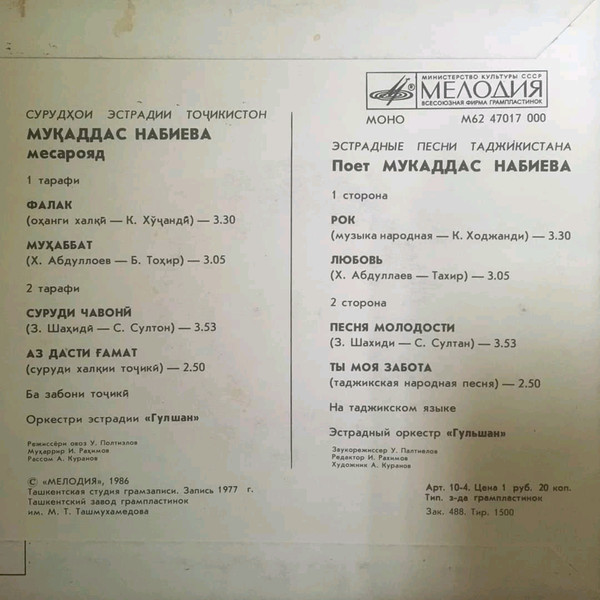 СУРУДҲОИ ЭСТРАДИИ ТОҶИКИСТОН
МУҚАДДАС НАБИЕВА
месарояд
1 тарафи
ФАЛАК
(оҳанги халқӣ — К. Хӯҷандӣ) — 3.30
МУҲАББАТ
(Х. Абдуллоев — Б. Тоҳир) — 3.05
2 тарафи
СУРУДИ ЧАВОНӢ
(З. Шаҳидӣ — С. Султон) — 3.53
АЗ ДАСТИ ҒАМАТ
(суруди халқии тоҷикӣ) — 2.50
Ба забони тоҷикӣ
Оркестри эстрадии «Гулшан»
Режиссёри овоз У. Полтиэлов
Муҳаррир И. Раҳимов
Рассом А. Куранов
© «МЕЛОДИЯ», 1986
Ташкентская студия грамзаписи. Запись 1977 г.
Ташкентский завод грампластинок
им. М. Т. Ташмухамедова
МИНИСТЕРСТВО КУЛЬТУРЫ СССР
МЕЛОДИЯ
ВСЕСОЮЗНАЯ ФИРМА ГРАМПЛАСТИНОК
МОНО М62 47017 000
ЭСТРАДНЫЕ ПЕСНИ ТАДЖИКИСТАНА
Поет МУКАДДАС НАБИЕВА
1 сторона
РОК
(музыка народная — К. Ходжанди) — 3.30
ЛЮБОВЬ
(Х. Абдуллаев — Тахир) — 3.05
2 сторона
ПЕСНЯ МОЛОДОСТИ
(З. Шахиди — С. Султан) — 3.53
ТЫ МОЯ ЗАБОТА
(таджикская народная песня) — 2.50
На таджикском языке
Эстрадный оркестр «Гульшан»
Звукорежиссер У. Палтиелов
Редактор И. Рахимов
Художник А. Куранов
Арт. 10-4. Цена 1 руб. 20 коп.
Тип. з-да грампластинок
Зак. 488. Тир. 1500